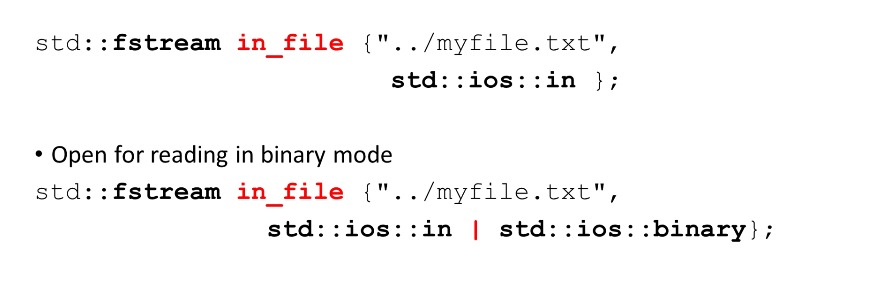 std::fstream in_file {"../myfile.txt",
std::ios::in };
• Open for reading in binary mode
std::fstream in_file {"../myfile.txt",
std::ios::in | std::ios::binary};